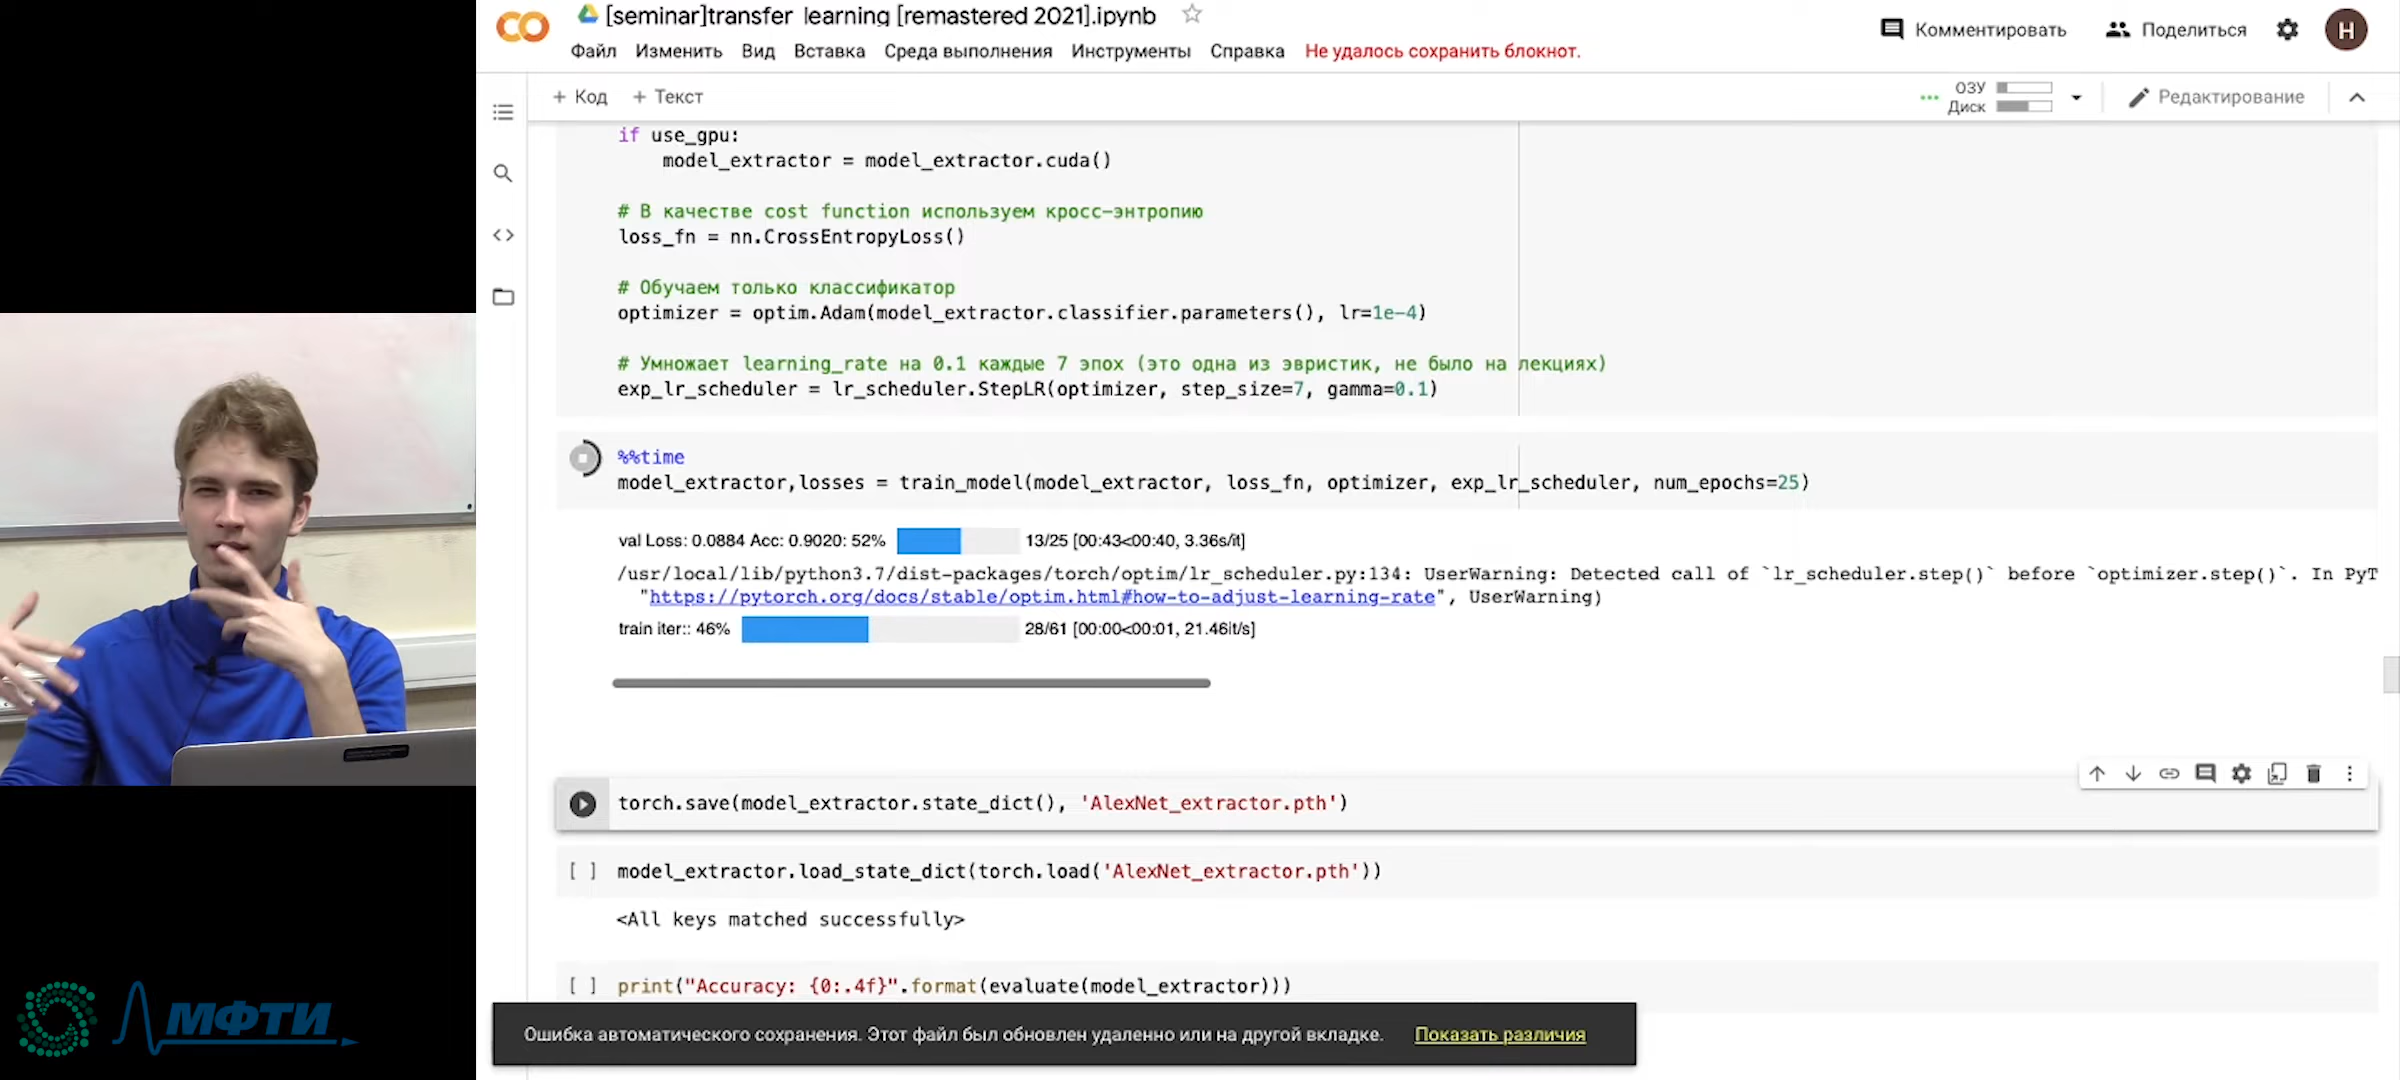 [seminar]transfer_learning [remastered 2021].ipynb
Комментировать
Поделиться
Н
Файл Изменить Вид Вставка Среда выполнения Инструменты Справка Не удалось сохранить блокнот.
+ Код + Текст
ОЗУ
Диск
Редактирование
if use_gpu:
model_extractor = model_extractor.cuda()
# В качестве cost function используем кросс-энтропию
loss_fn = nn.CrossEntropyLoss()
# Обучаем только классификатор
optimizer = optim.Adam(model_extractor.classifier.parameters(), lr=1e-4)
# Умножает learning_rate на 0.1 каждые 7 эпох (это одна из эвристик, не было на лекциях)
exp_lr_scheduler = lr_scheduler.StepLR(optimizer, step_size=7, gamma=0.1)
%%time
model_extractor,losses = train_model(model_extractor, loss_fn, optimizer, exp_lr_scheduler, num_epochs=25)
val Loss: 0.0884 Acc: 0.9020: 52% 13/25 [00:43<00:40, 3.36s/it]
/usr/local/lib/python3.7/dist-packages/torch/optim/lr_scheduler.py:134: UserWarning: Detected call of `lr_scheduler.step()` before `optimizer.step()`. In PyT
"https://pytorch.org/docs/stable/optim.html#how-to-adjust-learning-rate", UserWarning)
train iter:: 46% 28/61 [00:00<00:01, 21.46it/s]
torch.save(model_extractor.state_dict(), 'AlexNet_extractor.pth')
[ ] model_extractor.load_state_dict(torch.load('AlexNet_extractor.pth'))
<All keys matched successfully>
[ ] print("Accuracy: {0:.4f}".format(evaluate(model_extractor)))
Ошибка автоматического сохранения. Этот файл был обновлен удаленно или на другой вкладке. Показать различия
МФТИ